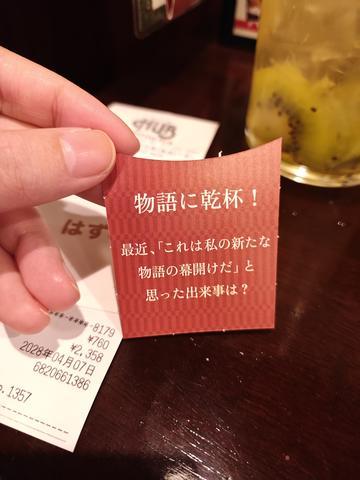 HUB
はず
物語に乾杯！
最近、「これは私の新たな
物語の幕開けだ」と
思った出来事は？
8179
¥760
¥2,358
2028年04月07日
6820661386
1357